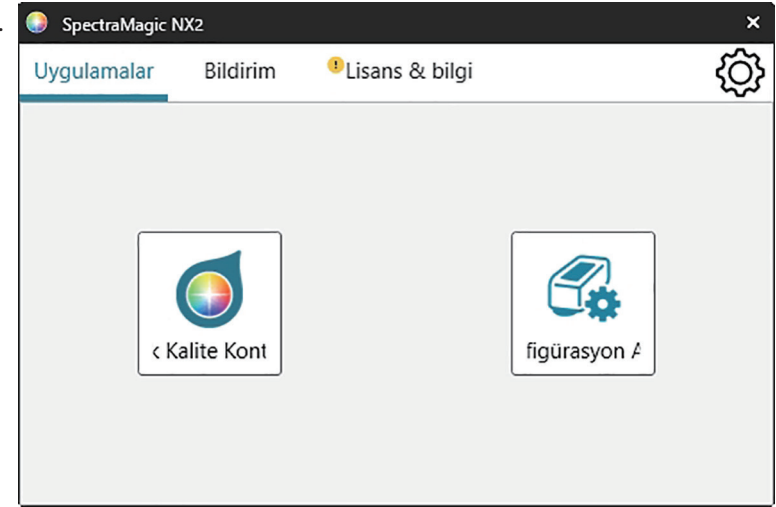 SpectraMagic NX2
Uygulamalar Bildirim Lisans & bilgi
Kalite Kont figürasyon